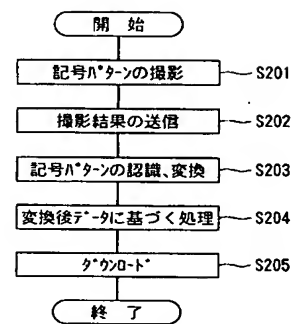 開 始
記号ﾊﾟﾀｰﾝの撮影 S201
撮影結果の送信 S202
記号ﾊﾟﾀｰﾝの認識、変換 S203
変換後ﾃﾞｰﾀに基づく処理 S204
ﾀﾞｳﾝﾛｰﾄﾞ S205
終 了